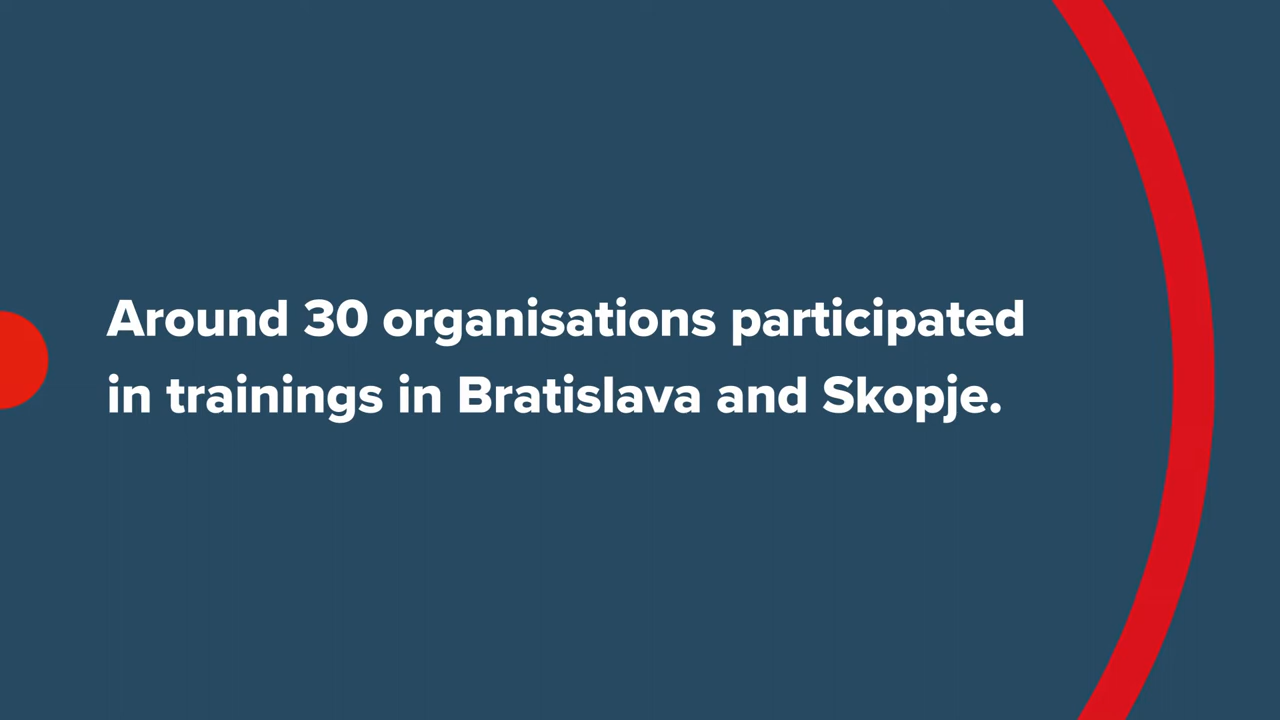 Around 30 organisations participated
in trainings in Bratislava and Skopje.